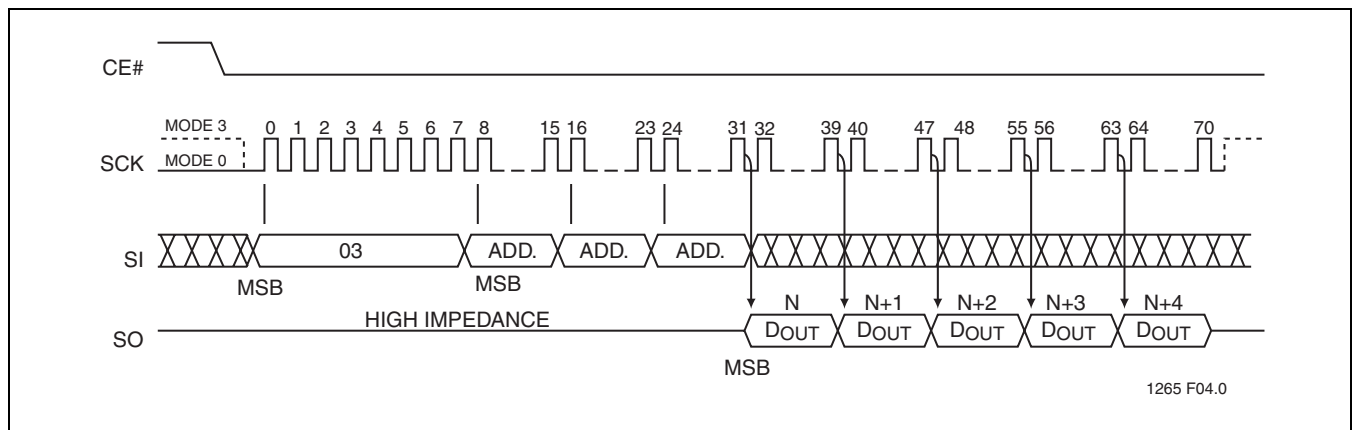 CE#
MODE 3 0 1 2 3 4 5 6 7 8 15 16 23 24 31 32 39 40 47 48 55 56 63 64 70
SCK MODE 0
SI 03 ADD. ADD. ADD.
MSB MSB
HIGH IMPEDANCE N N+1 N+2 N+3 N+4
SO DOUT DOUT DOUT DOUT DOUT
MSB
1265 F04.0